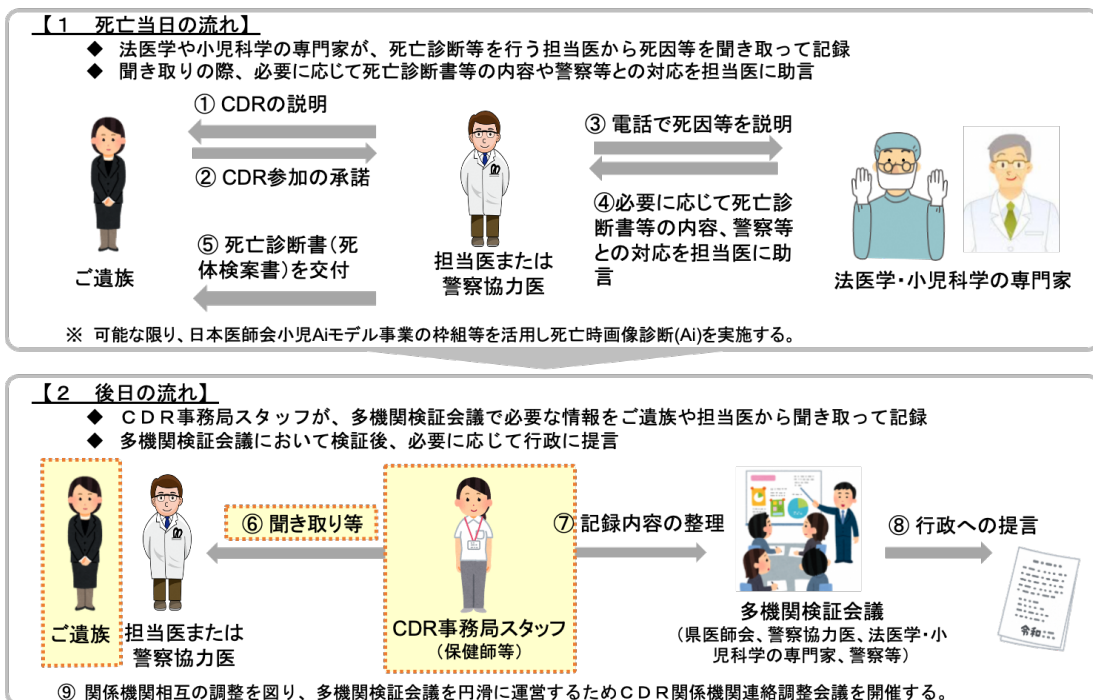 【１　死亡当日の流れ】
◆ 法医学や小児科学の専門家が、死亡診断等を行う担当医から死因等を聞き取って記録
◆ 聞き取りの際、必要に応じて死亡診断書等の内容や警察等との対応を担当医に助言
① CDRの説明
② CDR参加の承諾
③ 電話で死因等を説明
④必要に応じて死亡診
断書等の内容、警察等
との対応を担当医に助
言
⑤ 死亡診断書（死
体検案書）を交付
ご遺族
担当医または
警察協力医
法医学・小児科学の専門家
※ 可能な限り、日本医師会小児Aiモデル事業の枠組等を活用し死亡時画像診断(Ai)を実施する。
【２　後日の流れ】
◆ ＣＤＲ事務局スタッフが、多機関検証会議で必要な情報をご遺族や担当医から聞き取って記録
◆ 多機関検証会議において検証後、必要に応じて行政に提言
⑥ 聞き取り等
⑦ 記録内容の整理
⑧ 行政への提言
ご遺族
担当医または
警察協力医
CDR事務局スタッフ
（保健師等）
多機関検証会議
（県医師会、警察協力医、法医学・小
児科学の専門家、警察等）
令和
⑨ 関係機関相互の調整を図り、多機関検証会議を円滑に運営するためＣＤＲ関係機関連絡調整会議を開催する。